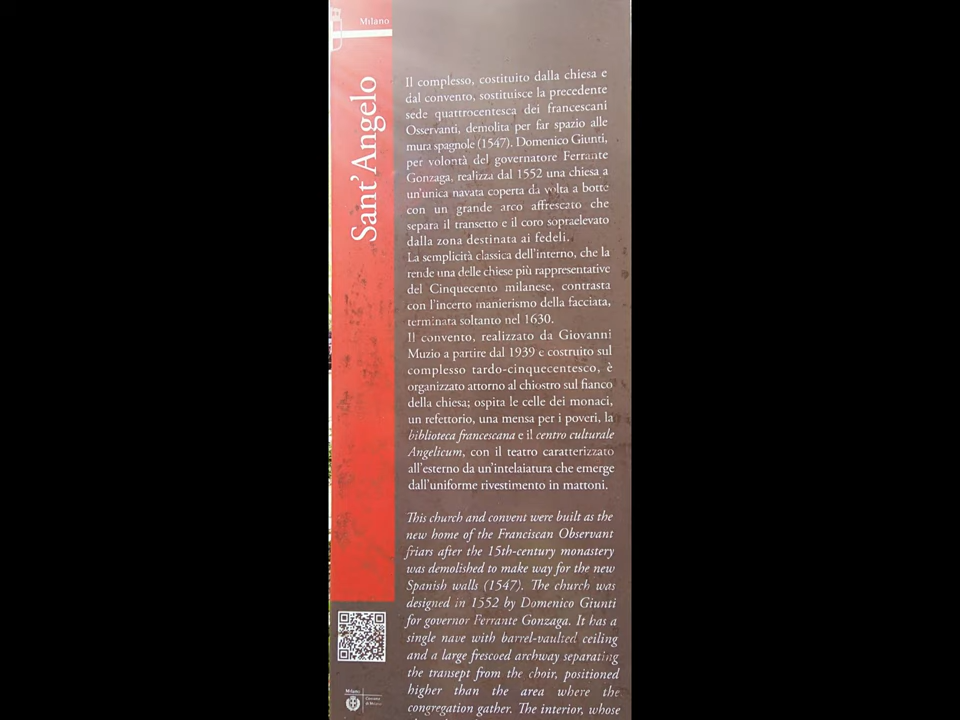 Milano
Sant'Angelo
Il complesso, costituito dalla chiesa e
dal convento, sostituisce la precedente
sede quattrocentesca dei francescani
Osservanti, demolita per far spazio alle
mura spagnole (1547). Domenico Giunti,
per volontà del governatore Ferrante
Gonzaga, realizza dal 1552 una chiesa a
un'unica navata coperta da volta a botte
con un grande arco affrescato che
separa il transetto e il coro sopraelevato
dalla zona destinata ai fedeli.
La semplicità classica dell'interno, che la
rende una delle chiese più rappresentative
del Cinquecento milanese, contrasta
con l'incerto manierismo della facciata,
terminata soltanto nel 1630.
Il convento, realizzato da Giovanni
Muzio a partire dal 1939 e costruito sul
complesso tardo-cinquecentesco, è
organizzato attorno al chiostro sul fianco
della chiesa; ospita le celle dei monaci,
un refettorio, una mensa per i poveri, la
biblioteca francescana e il centro culturale
Angelicum, con il teatro caratterizzato
all'esterno da un'intelaiatura che emerge
dall'uniforme rivestimento in mattoni.
This church and convent were built as the
new home of the Franciscan Observant
friars after the 15th-century monastery
was demolished to make way for the new
Spanish walls (1547). The church was
designed in 1552 by Domenico Giunti
for governor Ferrante Gonzaga. It has a
single nave with barrel-vaulted ceiling
and a large frescoed archway separating
the transept from the choir, positioned
higher than the area where the
congregation gather. The interior, whose
Milano
Comune
di Milano